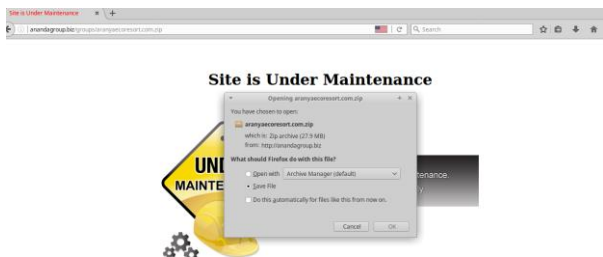 Site is Under Maintenance
anandagroup.biz/groups/aranyaecoresort.com.zip
Search
Site is Under Maintenance
Opening aranyaecoresort.com.zip
You have chosen to open:
aranyaecoresort.com.zip
which is: Zip archive (27.9 MB)
from: http://anandagroup.biz
What should Firefox do with this file?
Open with Archive Manager (default)
Save File
Do this automatically for files like this from now on.
Cancel OK
UN
MAINTE
tenance.